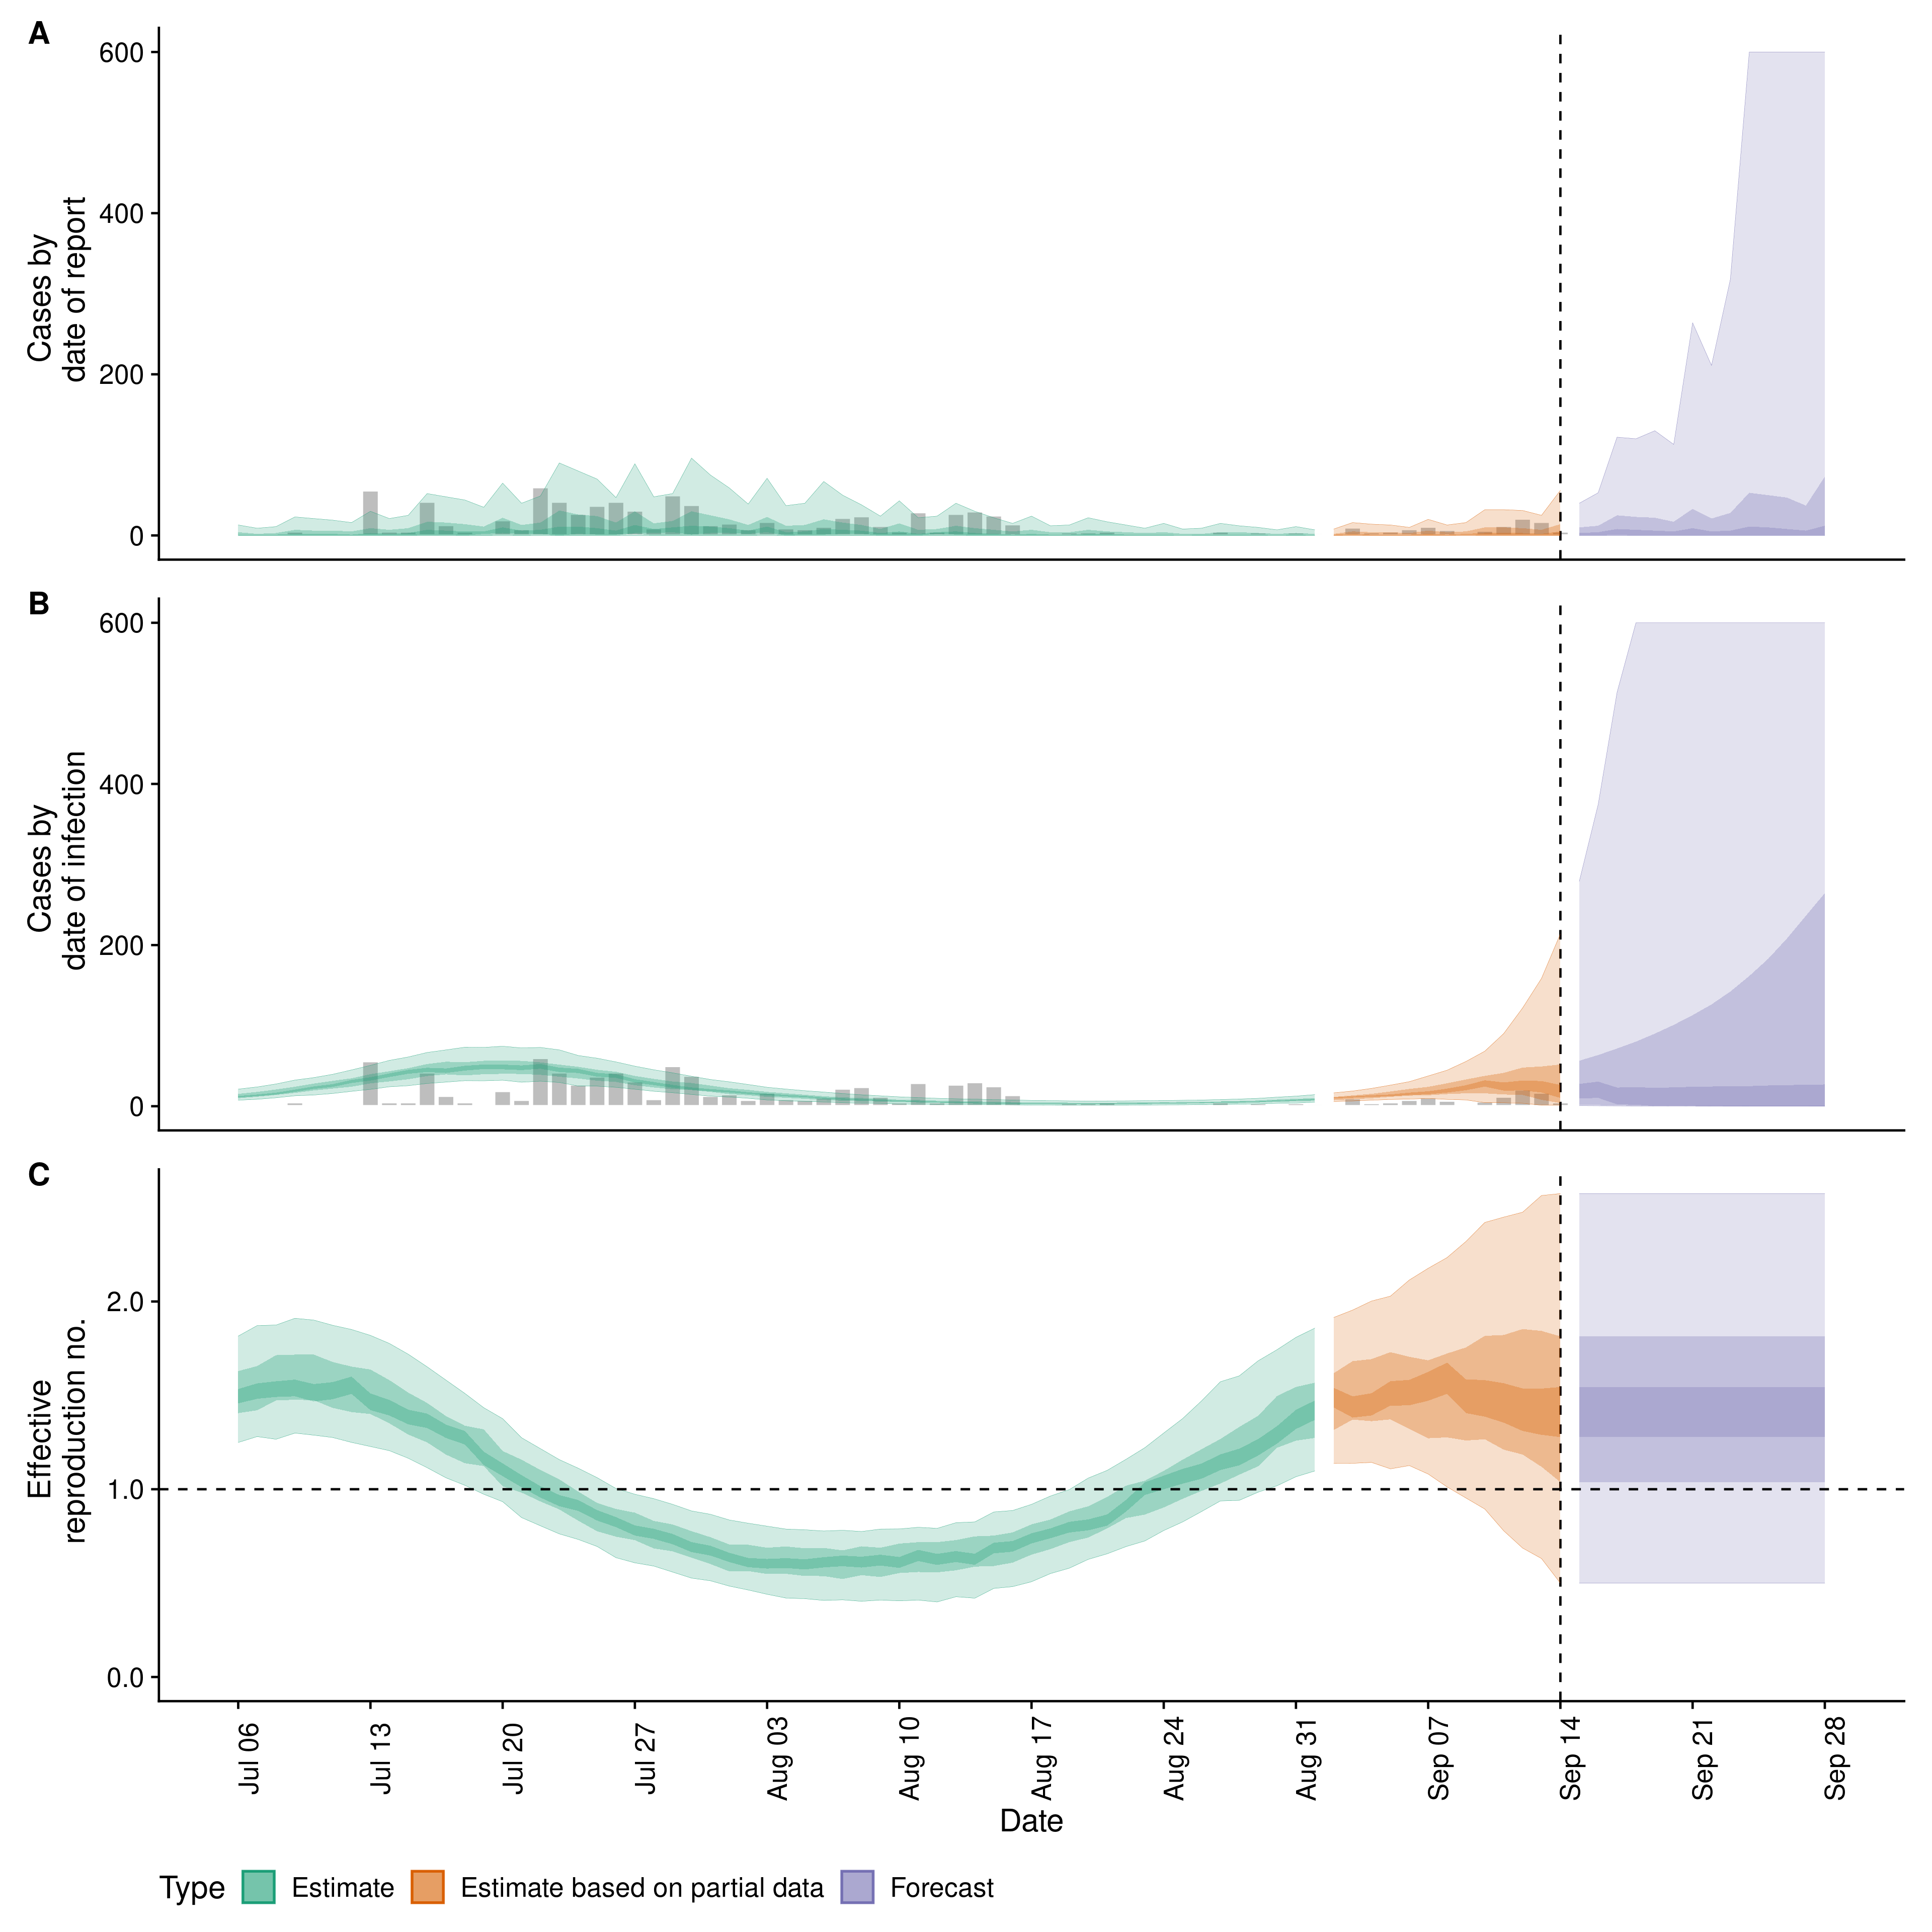 A
600
400
200
0
Cases by
date of report
B
600
400
200
0
Cases by
date of infection
C
2.0
1.0
0.0
Effective
reproduction no.
Jul 06
Jul 13
Jul 20
Jul 27
Aug 03
Aug 10
Aug 17
Aug 24
Aug 31
Sep 07
Sep 14
Sep 21
Sep 28
Date
Type Estimate Estimate based on partial data Forecast